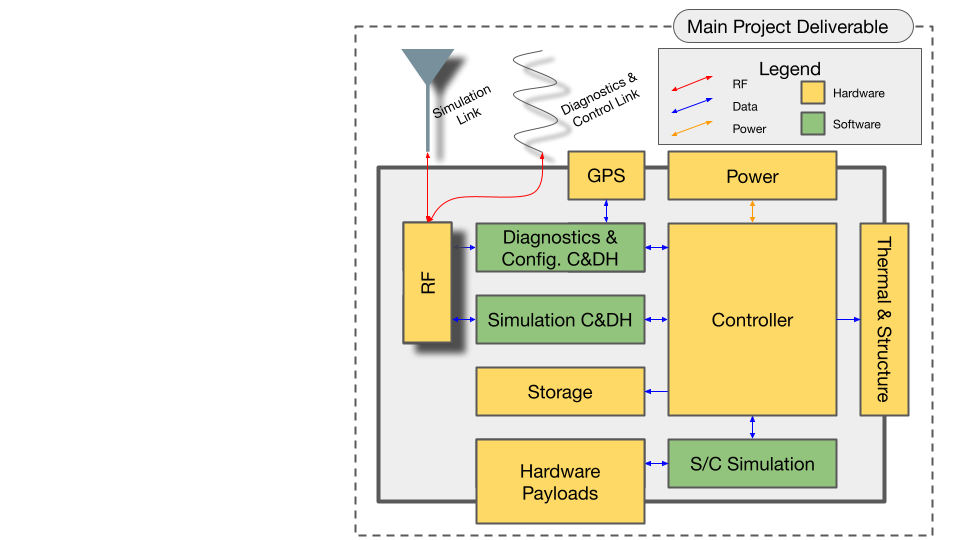 Main Project Deliverable
Legend
RF
Data
Power
Hardware
Software
Simulation
Link
Diagnostics &
Control Link
GPS
Power
RF
Diagnostics &
Config. C&DH
Simulation C&DH
Controller
Thermal & Structure
Storage
Hardware
Payloads
S/C Simulation